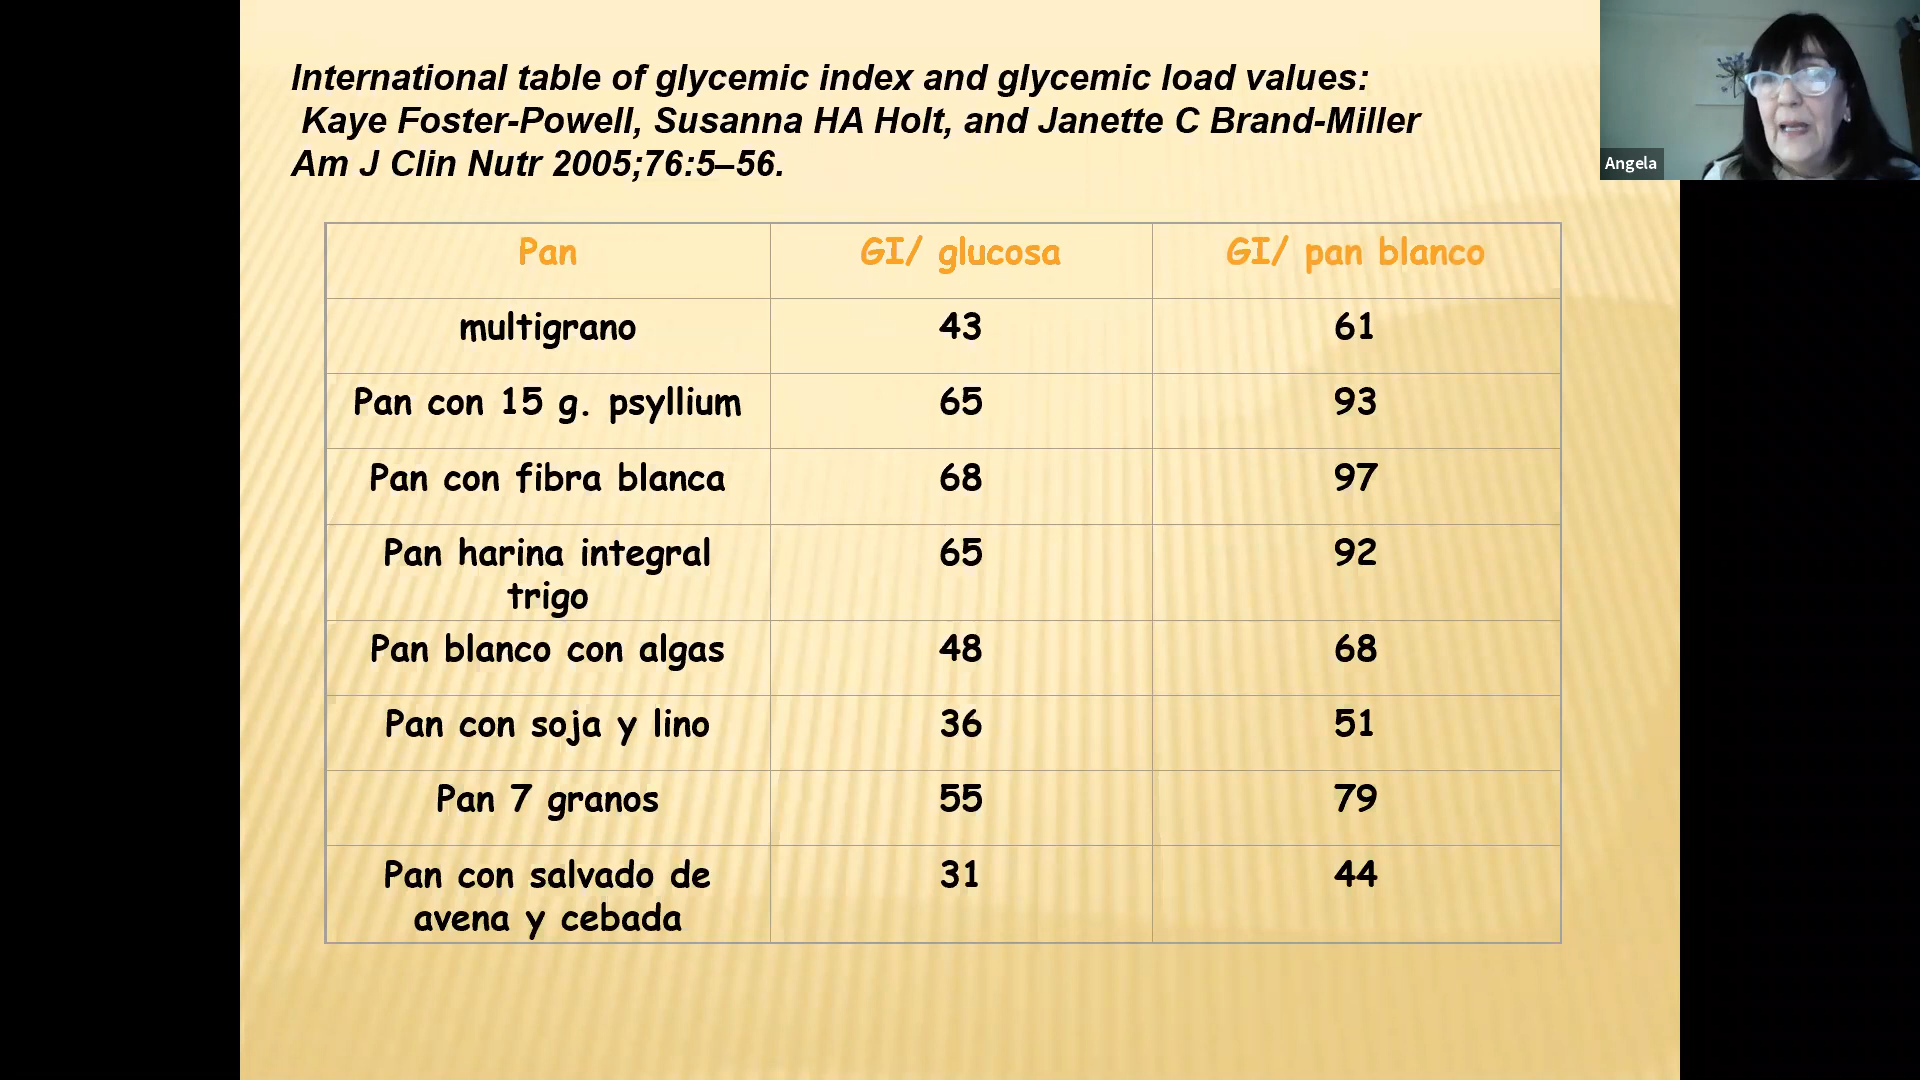 International table of glycemic index and glycemic load values:
Kaye Foster-Powell, Susanna HA Holt, and Janette C Brand-Miller
Am J Clin Nutr 2005;76:5–56.
Angela
Pan GI/ glucosa GI/ pan blanco
multigrano 43 61
Pan con 15 g. psyllium 65 93
Pan con fibra blanca 68 97
Pan harina integral 65 92
trigo
Pan blanco con algas 48 68
Pan con soja y lino 36 51
Pan 7 granos 55 79
Pan con salvado de 31 44
avena y cebada